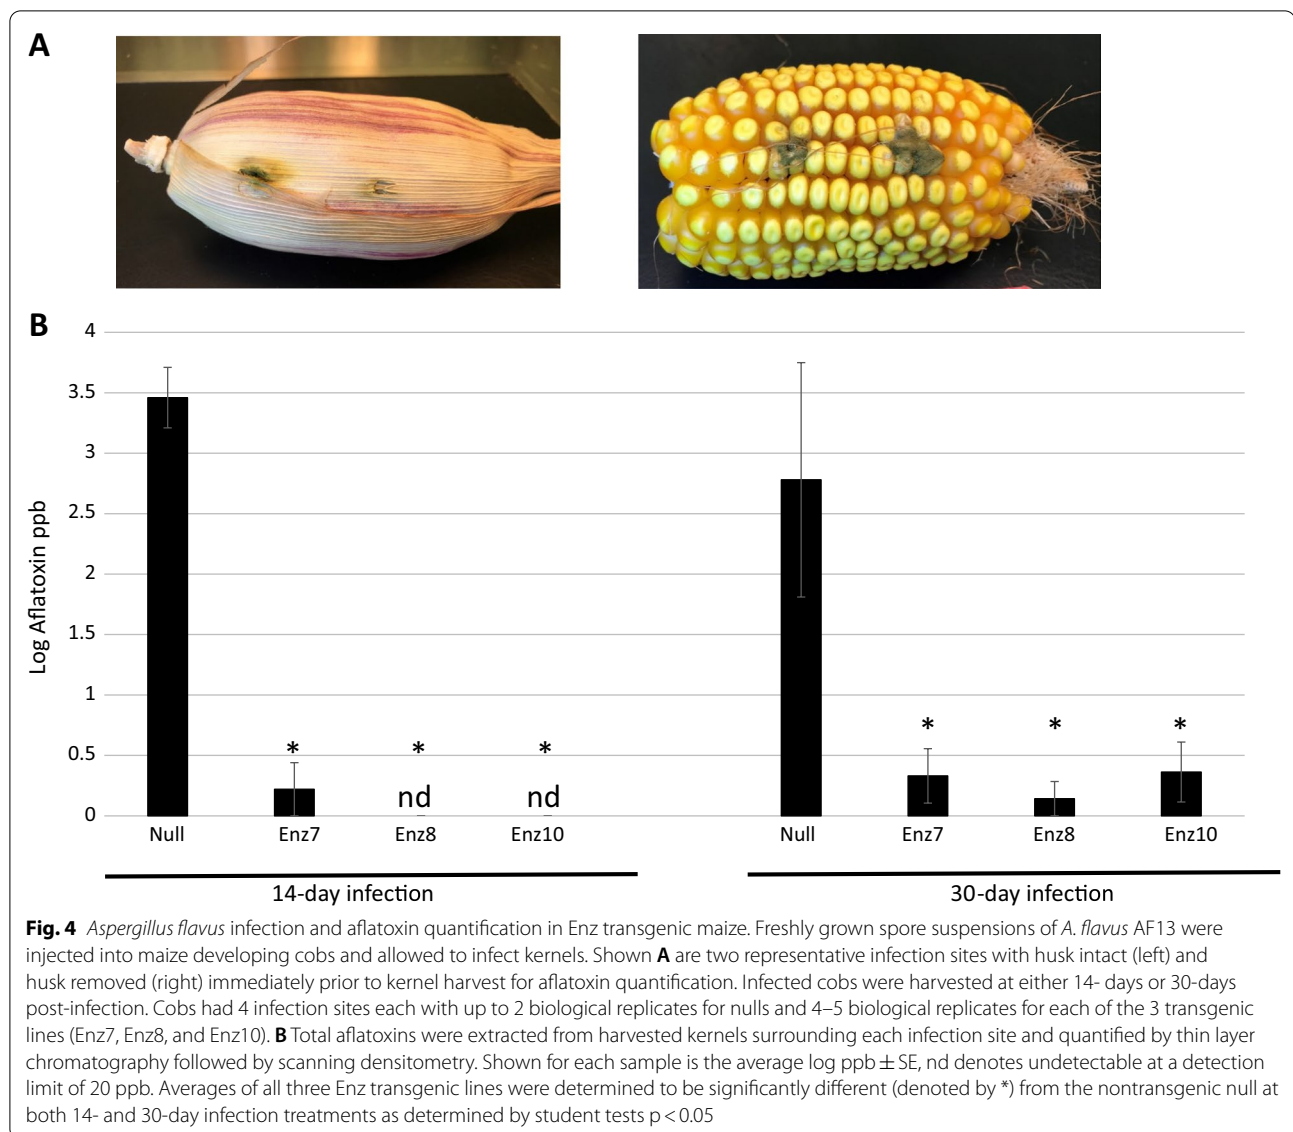 A
B
4
3.5
3
2.5
2
1.5
1
0.5
0
Log Aflatoxin ppb
* * * * * *
nd nd
Null Enz7 Enz8 Enz10 Null Enz7 Enz8 Enz10
14-day infection 30-day infection
Fig. 4 Aspergillus flavus infection and aflatoxin quantification in Enz transgenic maize. Freshly grown spore suspensions of A. flavus AF13 were
injected into maize developing cobs and allowed to infect kernels. Shown A are two representative infection sites with husk intact (left) and
husk removed (right) immediately prior to kernel harvest for aflatoxin quantification. Infected cobs were harvested at either 14- days or 30-days
post-infection. Cobs had 4 infection sites each with up to 2 biological replicates for nulls and 4–5 biological replicates for each of the 3 transgenic
lines (Enz7, Enz8, and Enz10). B Total aflatoxins were extracted from harvested kernels surrounding each infection site and quantified by thin layer
chromatography followed by scanning densitometry. Shown for each sample is the average log ppb ± SE, nd denotes undetectable at a detection
limit of 20 ppb. Averages of all three Enz transgenic lines were determined to be significantly different (denoted by *) from the nontransgenic null at
both 14- and 30-day infection treatments as determined by student tests p < 0.05